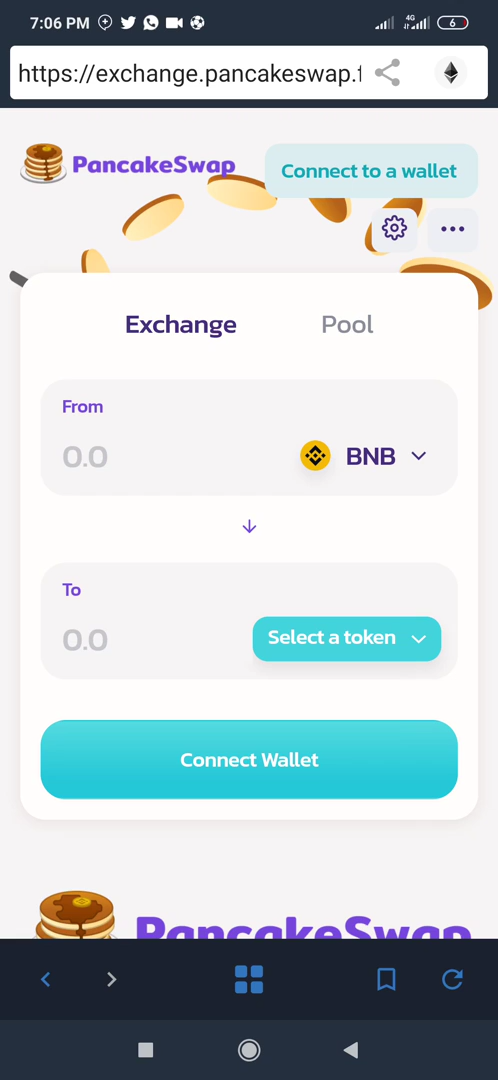 7:06 PM 4G 6
https://exchange.pancakeswap.f
PancakeSwap
Connect to a wallet
Exchange Pool
From
0.0 BNB
To
0.0 Select a token
Connect Wallet
PancakeSwap